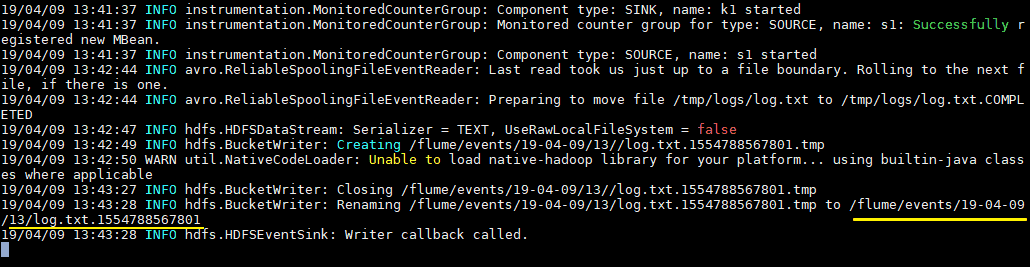 19/04/09 13:41:37 INFO instrumentation.MonitoredCounterGroup: Component type: SINK, name: k1 started
19/04/09 13:41:37 INFO instrumentation.MonitoredCounterGroup: Monitored counter group for type: SOURCE, name: s1: Successfully r
egistered new MBean.
19/04/09 13:41:37 INFO instrumentation.MonitoredCounterGroup: Component type: SOURCE, name: s1 started
19/04/09 13:42:44 INFO avro.ReliableSpoolingFileEventReader: Last read took us just up to a file boundary. Rolling to the next f
ile, if there is one.
19/04/09 13:42:44 INFO avro.ReliableSpoolingFileEventReader: Preparing to move file /tmp/logs/log.txt to /tmp/logs/log.txt.COMPL
ETED
19/04/09 13:42:47 INFO hdfs.HDFSDataStream: Serializer = TEXT, UseRawLocalFileSystem = false
19/04/09 13:42:49 INFO hdfs.BucketWriter: Creating /flume/events/19-04-09/13//log.txt.1554788567801.tmp
19/04/09 13:42:50 WARN util.NativeCodeLoader: Unable to load native-hadoop library for your platform... using builtin-java class
es where applicable
19/04/09 13:43:27 INFO hdfs.BucketWriter: Closing /flume/events/19-04-09/13//log.txt.1554788567801.tmp
19/04/09 13:43:28 INFO hdfs.BucketWriter: Renaming /flume/events/19-04-09/13/log.txt.1554788567801.tmp to /flume/events/19-04-09
/13/log.txt.1554788567801
19/04/09 13:43:28 INFO hdfs.HDFSEventSink: Writer callback called.